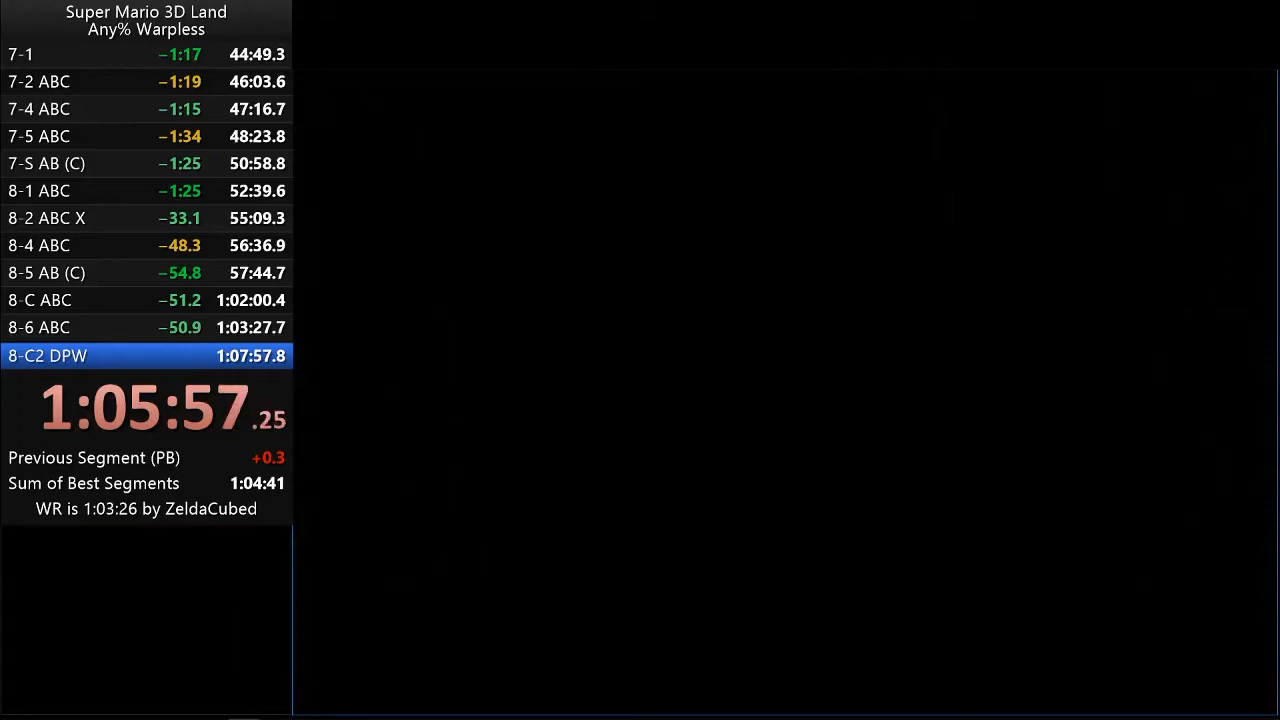 Super Mario 3D Land
Any% Warpless
7-1 −1:17 44:49.3
7-2 ABC −1:19 46:03.6
7-4 ABC −1:15 47:16.7
7-5 ABC −1:34 48:23.8
7-S AB (C) −1:25 50:58.8
8-1 ABC −1:25 52:39.6
8-2 ABC X −33.1 55:09.3
8-4 ABC −48.3 56:36.9
8-5 AB (C) −54.8 57:44.7
8-C ABC −51.2 1:02:00.4
8-6 ABC −50.9 1:03:27.7
8-C2 DPW 1:07:57.8
1:05:57.25
Previous Segment (PB) +0.3
Sum of Best Segments 1:04:41
WR is 1:03:26 by ZeldaCubed